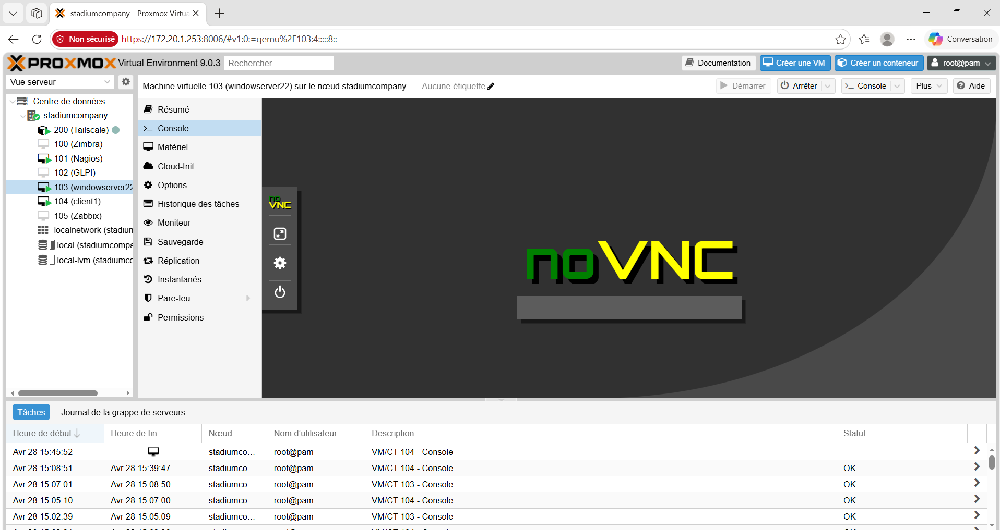 stadiumcompany - Proxmox Virtua
Non sécurisé https://172.20.1.253:8006/#v1:0:=qemu%2F103:4:::::8::
Conversation
PROXMOX Virtual Environment 9.0.3 Rechercher
Documentation Créer une VM Créer un conteneur root@pam
Vue serveur
Machine virtuelle 103 (windowserver22) sur le nœud stadiumcompany Aucune étiquette
Démarrer Arrêter Console Plus Aide
Centre de données
stadiumcompany
200 (Tailscale)
100 (Zimbra)
101 (Nagios)
102 (GLPI)
103 (windowserver22
104 (client1)
105 (Zabbix)
localnetwork (stadium
local (stadiumcompa
local-lvm (stadiumco
Résumé
Console
Matériel
Cloud-Init
Options
Historique des tâches
Moniteur
Sauvegarde
Réplication
Instantanés
Pare-feu
Permissions
no
VNC
noVNC
Tâches Journal de la grappe de serveurs
Heure de début Heure de fin Nœud Nom d’utilisateur Description Statut
Avr 28 15:45:52 stadiumco... root@pam VM/CT 104 - Console
Avr 28 15:08:51 Avr 28 15:39:47 stadiumco... root@pam VM/CT 104 - Console OK
Avr 28 15:07:01 Avr 28 15:08:50 stadiumco... root@pam VM/CT 103 - Console OK
Avr 28 15:05:10 Avr 28 15:07:00 stadiumco... root@pam VM/CT 104 - Console OK
Avr 28 15:02:39 Avr 28 15:05:09 stadiumco... root@pam VM/CT 103 - Console OK